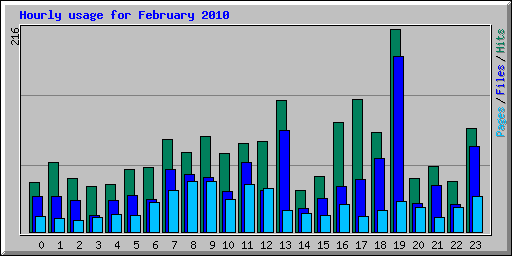 Hourly usage for February 2010
216
Pages / Files / Hits
0 1 2 3 4 5 6 7 8 9 10 11 12 13 14 15 16 17 18 19 20 21 22 23